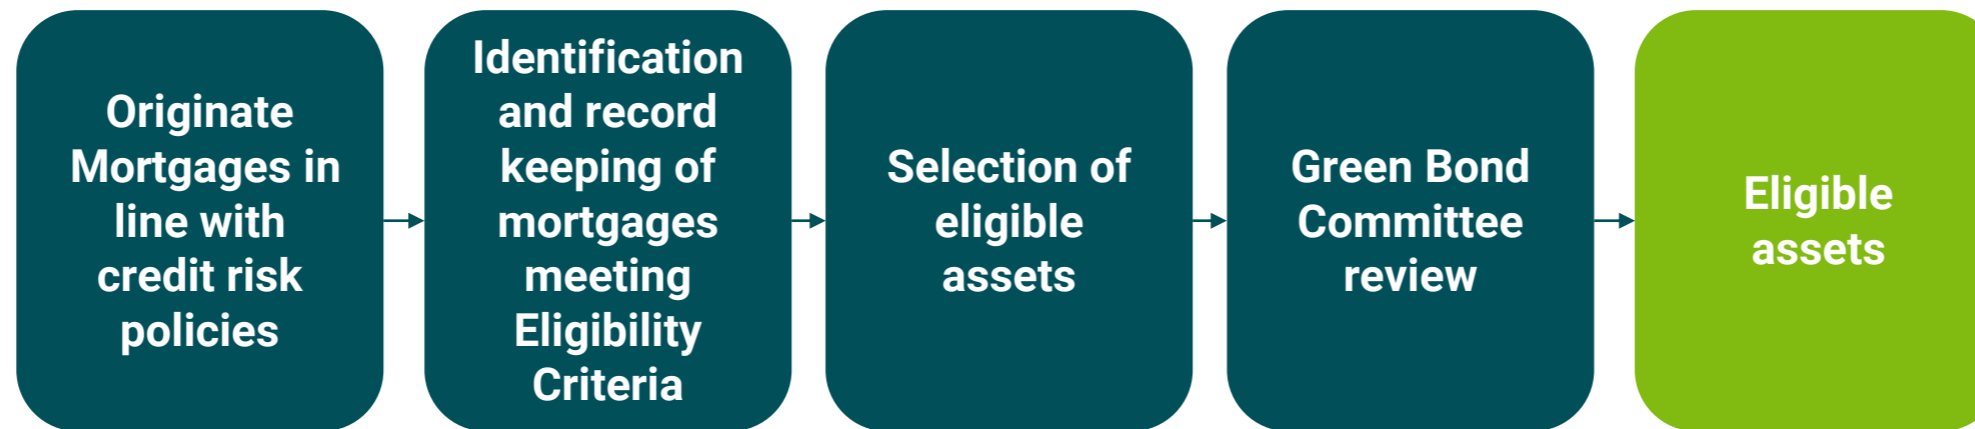 Originate
Mortgages in
line with
credit risk
policies
Identification
and record
keeping of
mortgages
meeting
Eligibility
Criteria
Selection of
eligible
assets
Green Bond
Committee
review
Eligible
assets